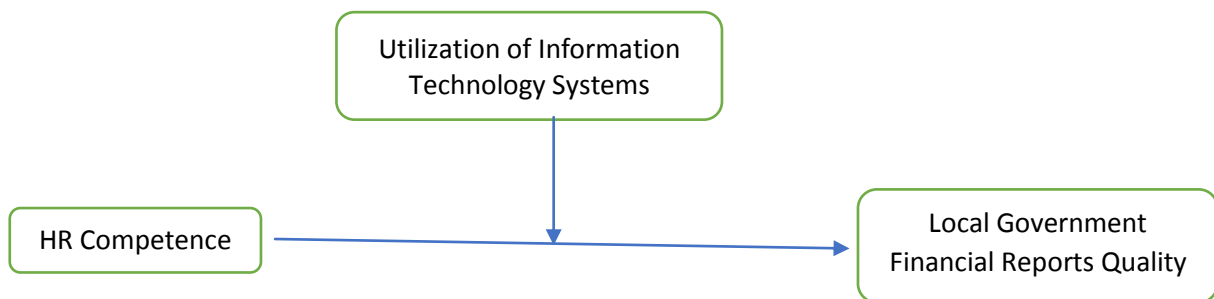 Utilization of Information
Technology Systems
HR Competence
Local Government
Financial Reports Quality